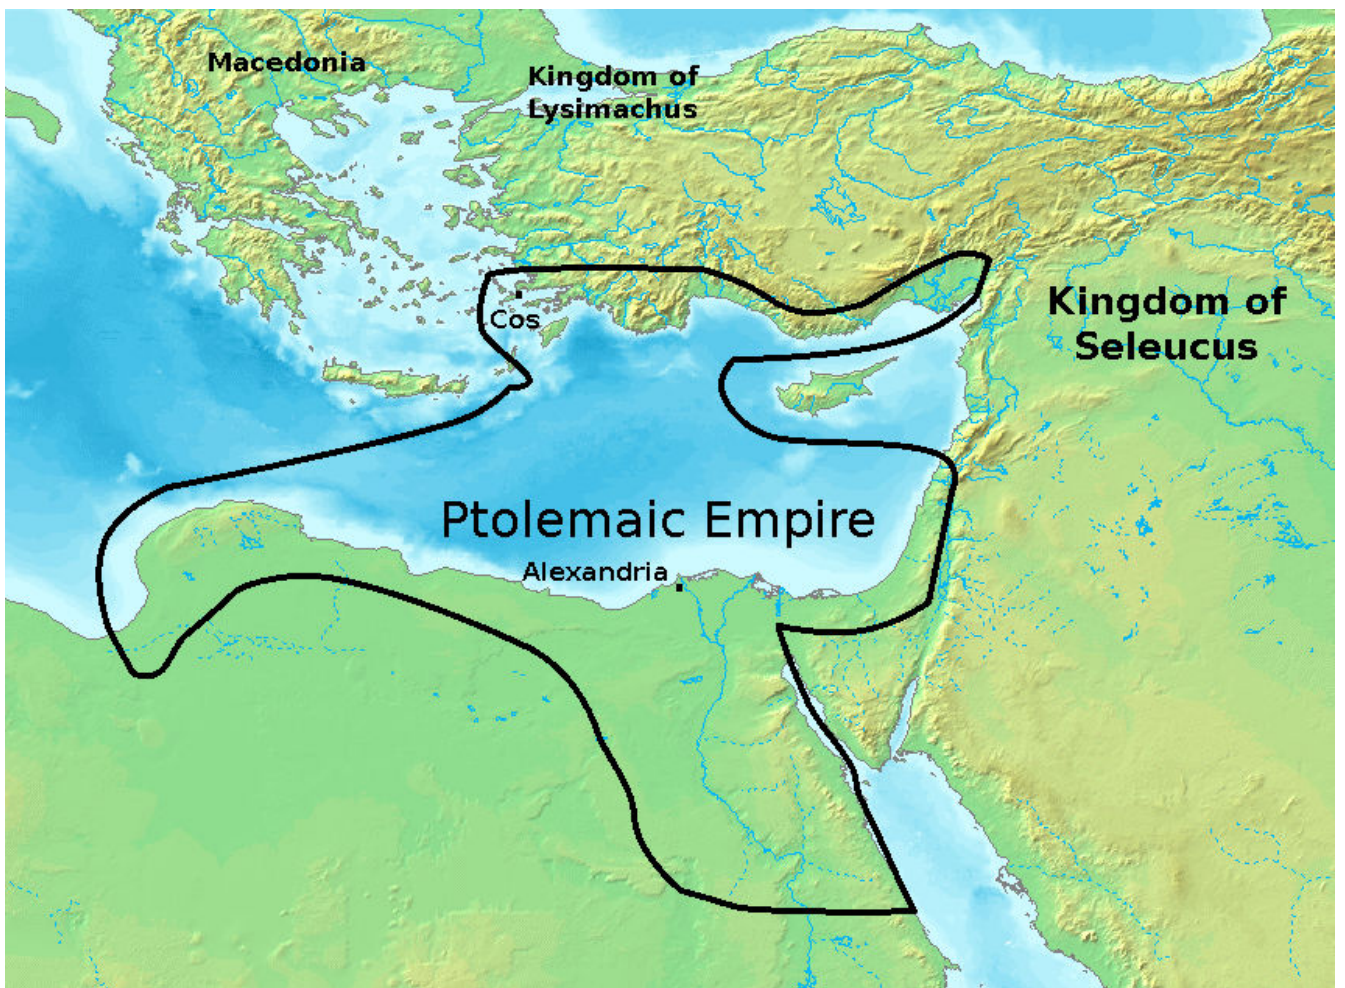 Macedonia
Kingdom of
Lysimachus
Kingdom of
Seleucus
Cos
Ptolemaic Empire
Alexandria